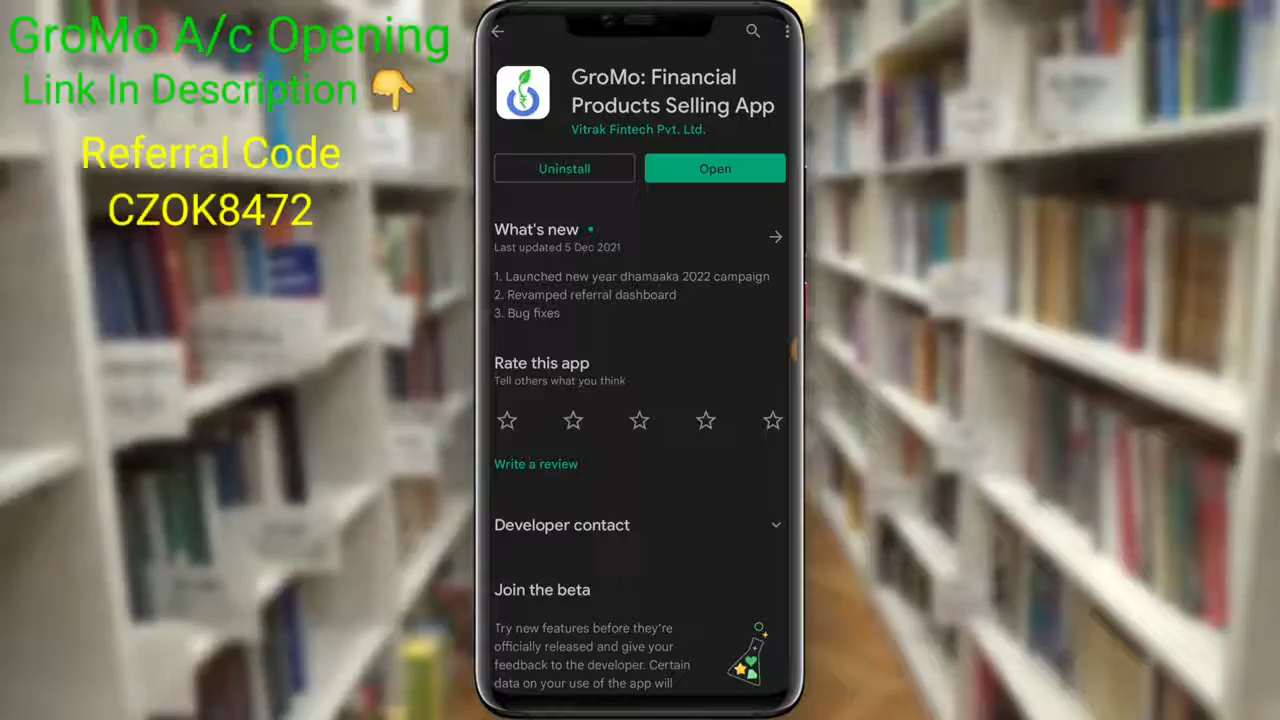 GroMo A/c Opening
Link In Description 👇
Referral Code
CZOK8472
GroMo: Financial
Products Selling App
Vitrak Fintech Pvt. Ltd.
Uninstall
Open
What's new
Last updated 5 Dec 2021
1. Launched new year dhamaaka 2022 campaign
2. Revamped referral dashboard
3. Bug fixes
Rate this app
Tell others what you think
Write a review
Developer contact
Join the beta
Try new features before they're
officially released and give your
feedback to the developer. Certain
data on your use of the app will